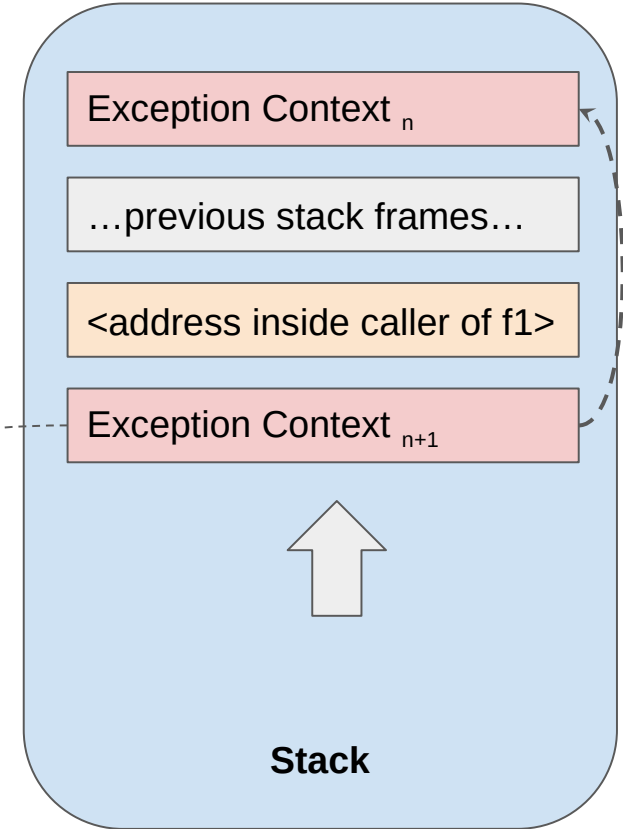 Exception Context n
…previous stack frames…
<address inside caller of f1>
Exception Context n+1
Stack